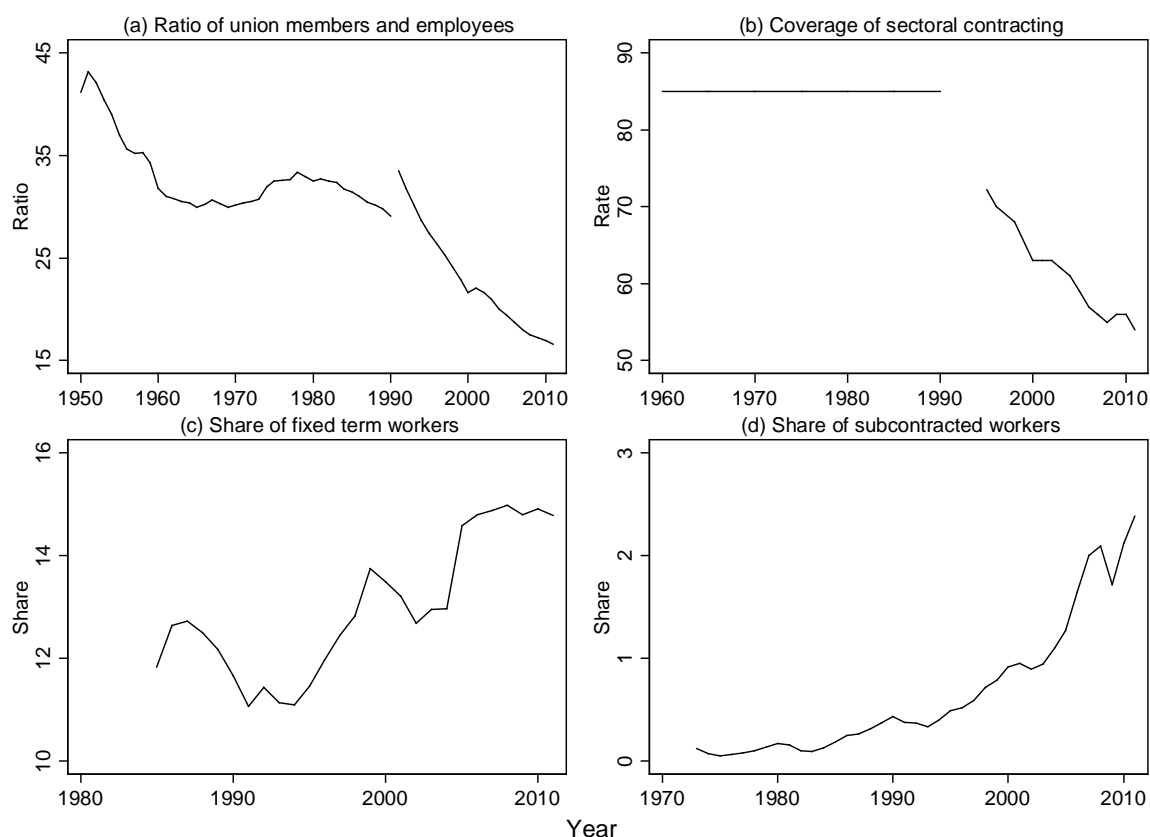 (a) Ratio of union members and employees
45
35
25
15
Ratio
1950 1960 1970 1980 1990 2000 2010
(b) Coverage of sectoral contracting
90
80
70
60
50
Rate
1960 1970 1980 1990 2000 2010
(c) Share of fixed term workers
16
14
12
10
Share
1980 1990 2000 2010
(d) Share of subcontracted workers
3
2
1
0
Share
1970 1980 1990 2000 2010
Year